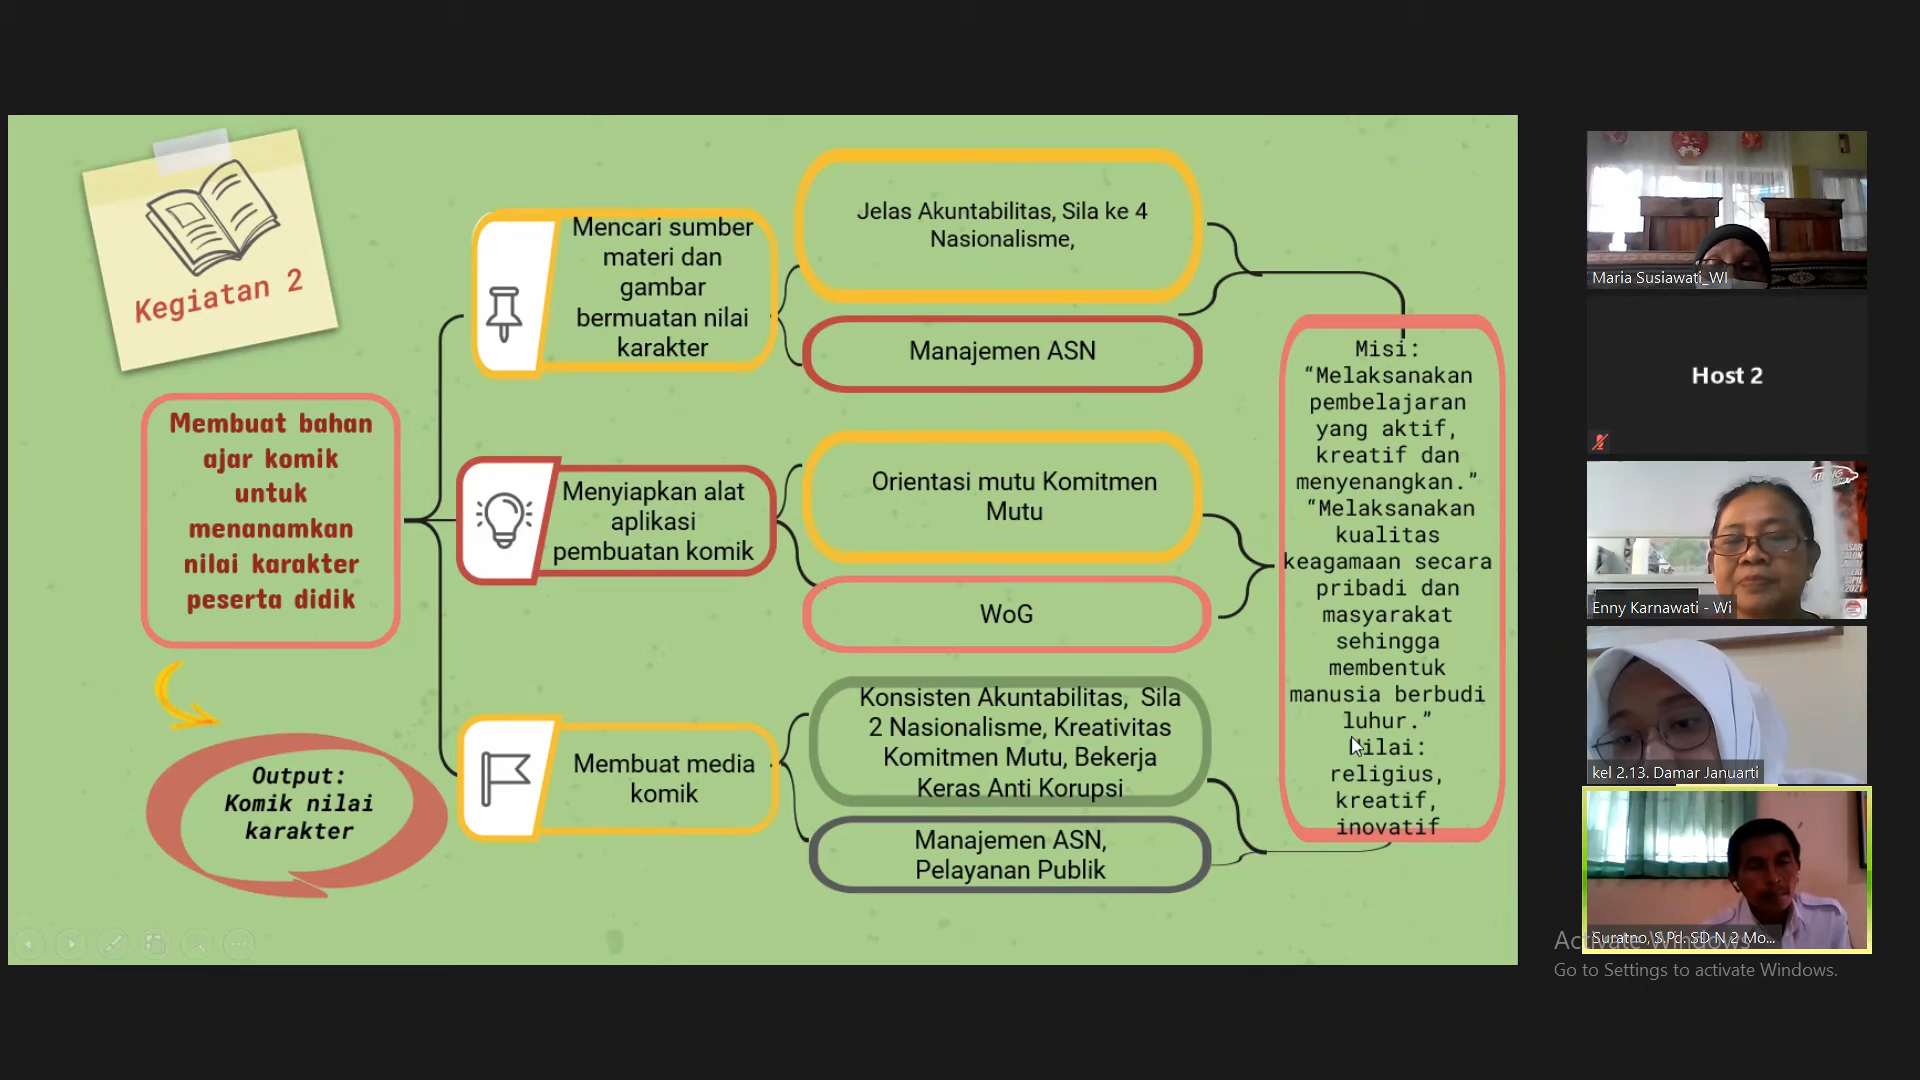 Kegiatan 2
Membuat bahan
ajar komik
untuk
menanamkan
nilai karakter
peserta didik
Output:
Komik nilai
karakter
Mencari sumber
materi dan
gambar
bermuatan nilai
karakter
Jelas Akuntabilitas, Sila ke 4
Nasionalisme,
Manajemen ASN
Menyiapkan alat
aplikasi
pembuatan komik
Orientasi mutu Komitmen
Mutu
WoG
Membuat media
komik
Konsisten Akuntabilitas, Sila
2 Nasionalisme, Kreativitas
Komitmen Mutu, Bekerja
Keras Anti Korupsi
Manajemen ASN,
Pelayanan Publik
Misi:
“Melaksanakan
pembelajaran
yang aktif,
kreatif dan
menyenangkan.”
“Melaksanakan
kualitas
keagamaan secara
pribadi dan
masyarakat
sehingga
membentuk
manusia berbudi
luhur.”
Nilai:
religius,
kreatif,
inovatif
Maria Susiawati_WI
Host 2
Enny Karnawati - Wi
kel 2.13. Damar Januarti
Suratno, S.Pd. SD N 2 Mo...
Activate Windows
Go to Settings to activate Windows.